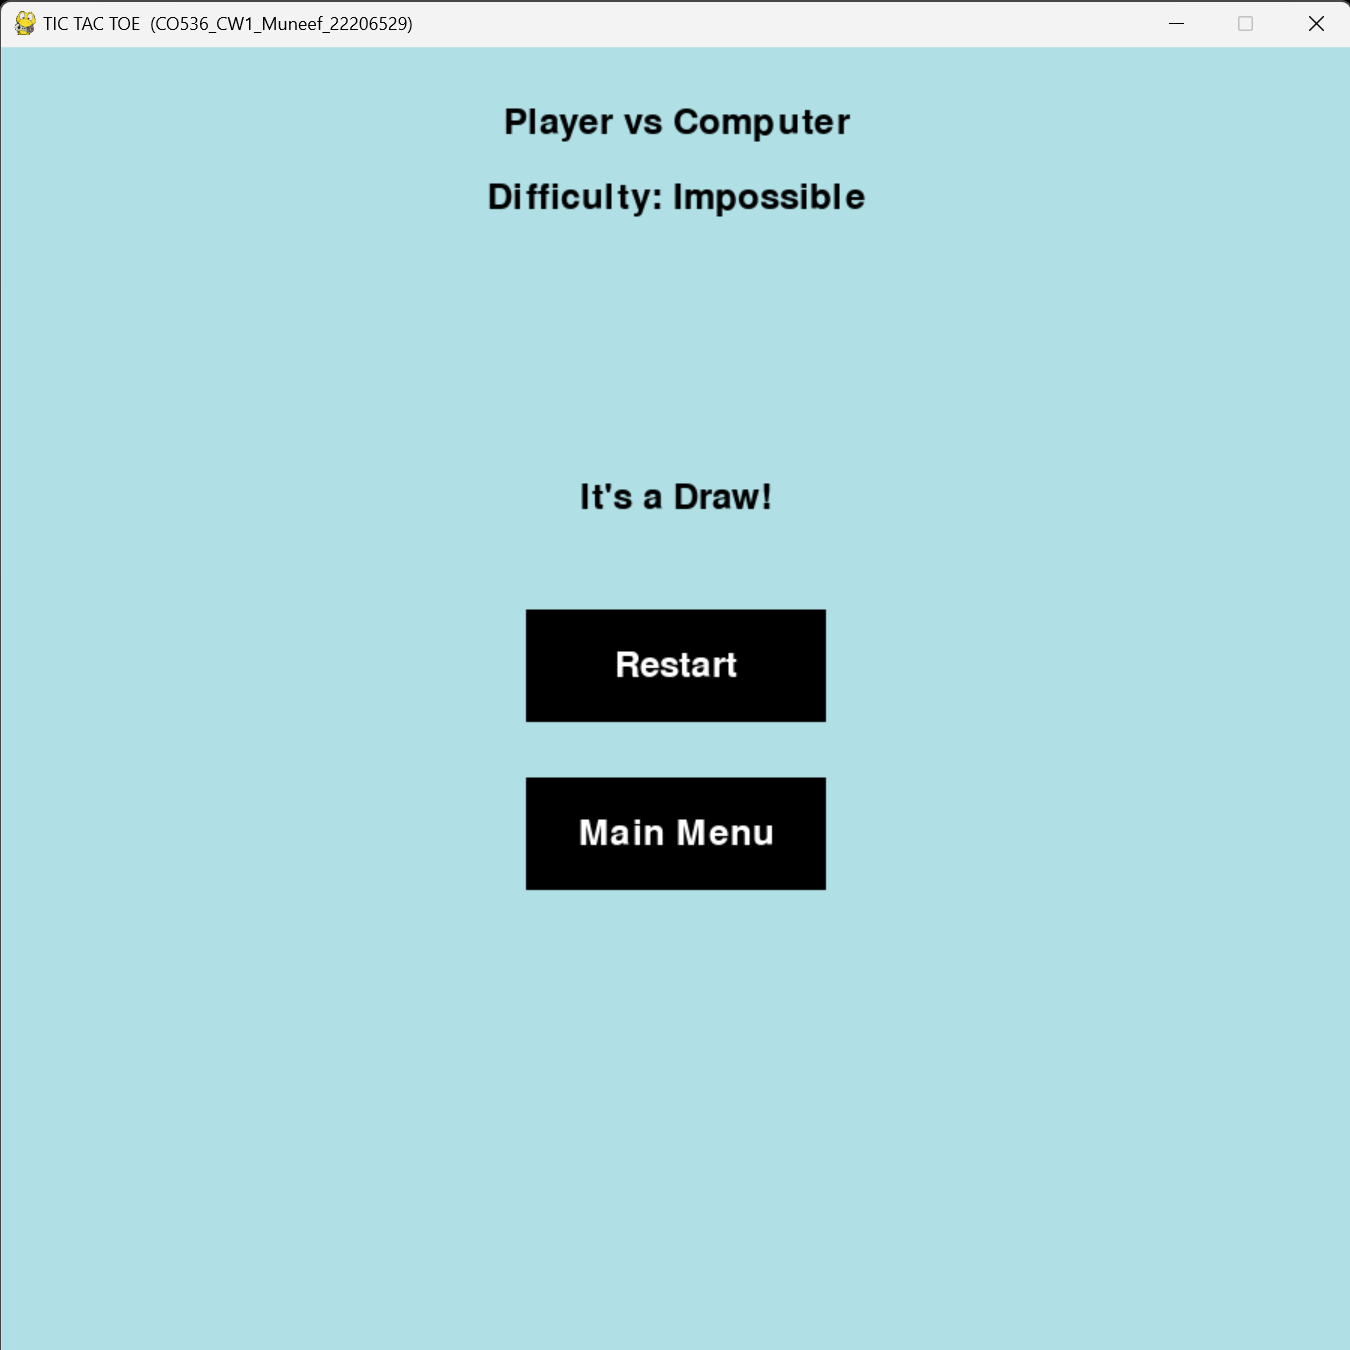 TIC TAC TOE  (CO536_CW1_Muneef_22206529)
Player vs Computer
Difficulty: Impossible
It's a Draw!
Restart
Main Menu